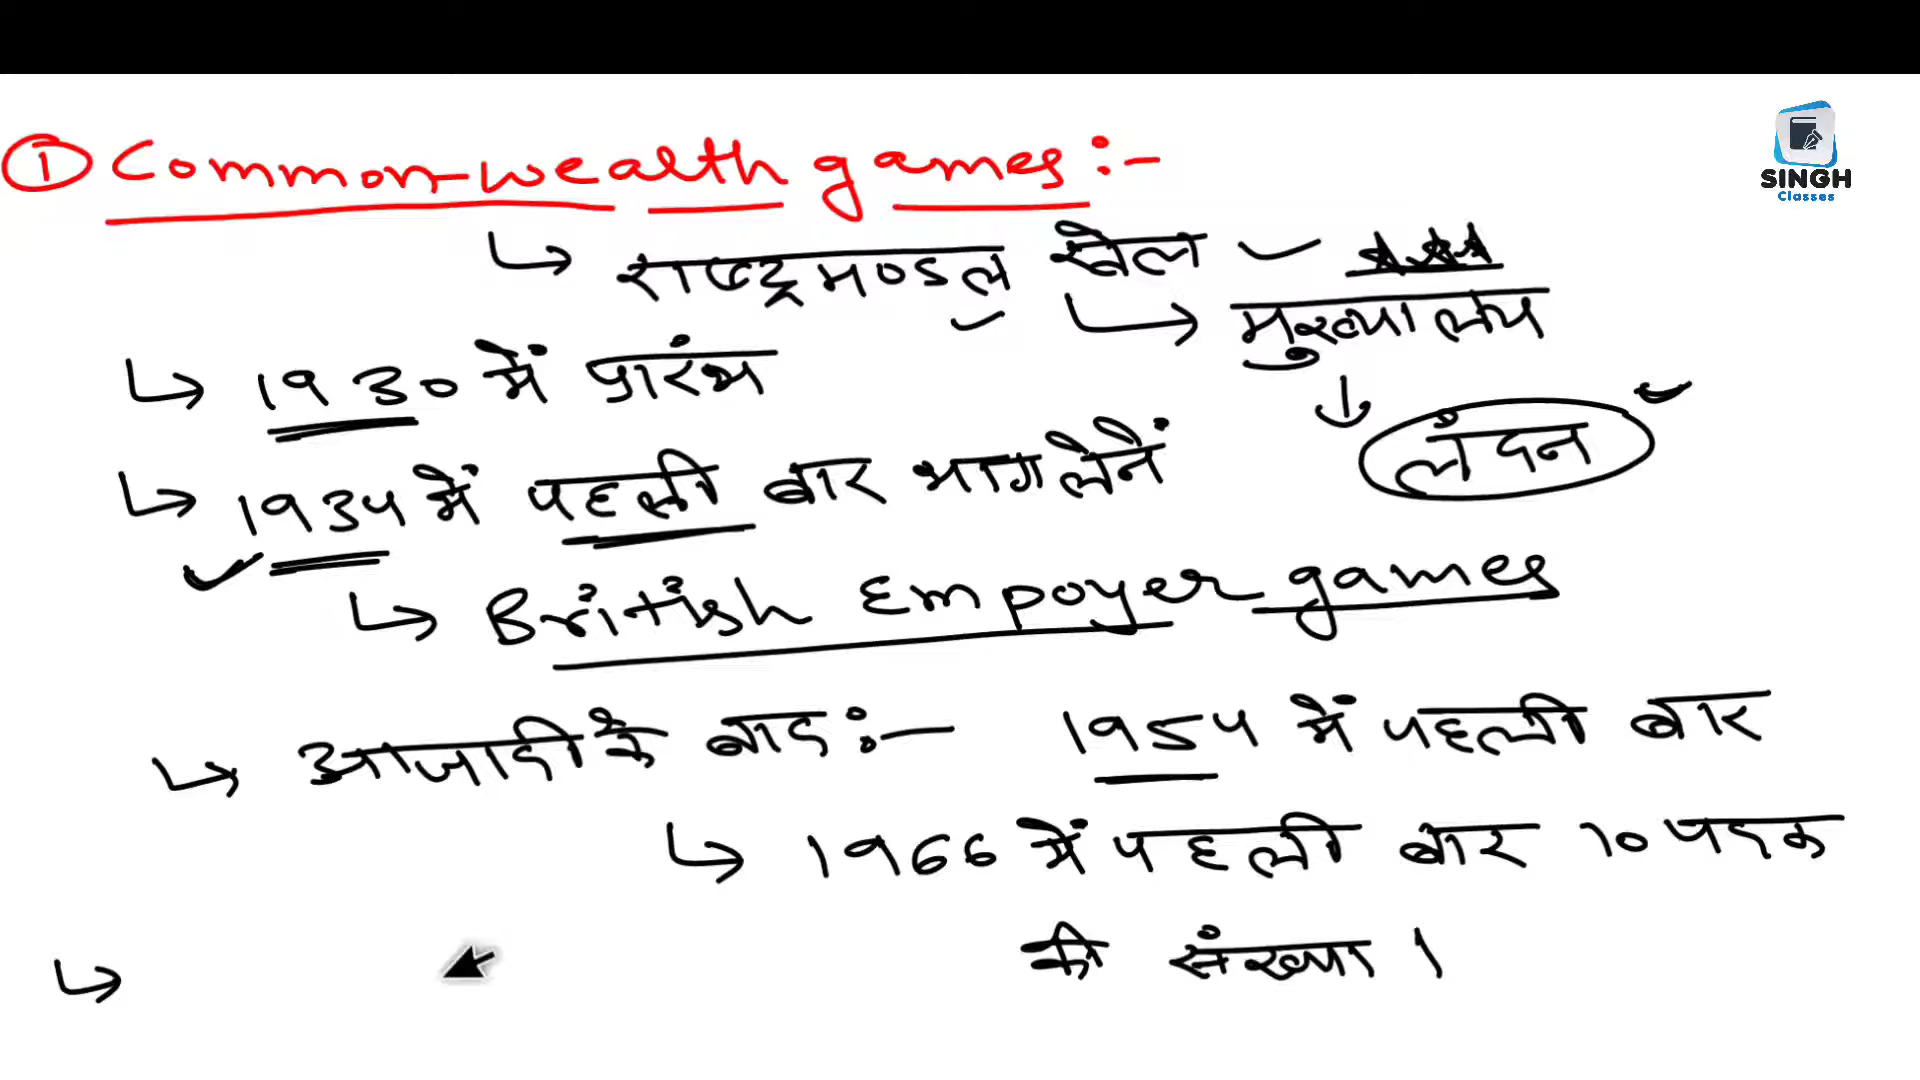 ① Common-wealth games:-
SINGH
Classes
↳ राष्ट्रमण्डल खेल
↳ मुख्यालय
↳ 1930 में प्रारंभ
↓
लंदन
↳ 1934 में पहली बार भाग लेनें
↳ British Empoyer games
↳ आजादी के बाद:- 1954 में पहली बार
↳ 1966 में पहली बार 10 पदक
की संख्या।
↳